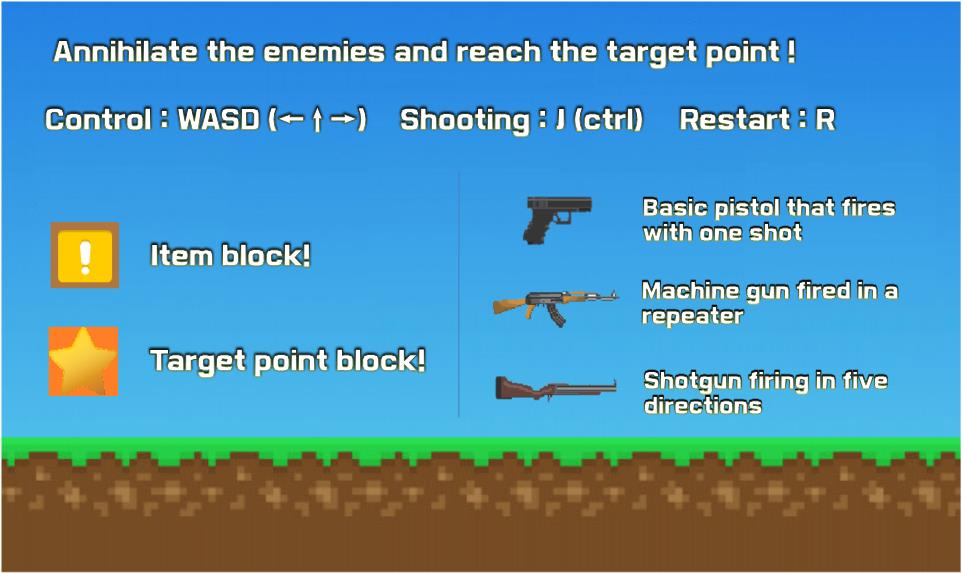 Annihilate the enemies and reach the target point !
Control : WASD (← ↑ →) Shooting : J (ctrl) Restart : R
Item block!
Target point block!
Basic pistol that fires
with one shot
Machine gun fired in a
repeater
Shotgun firing in five
directions